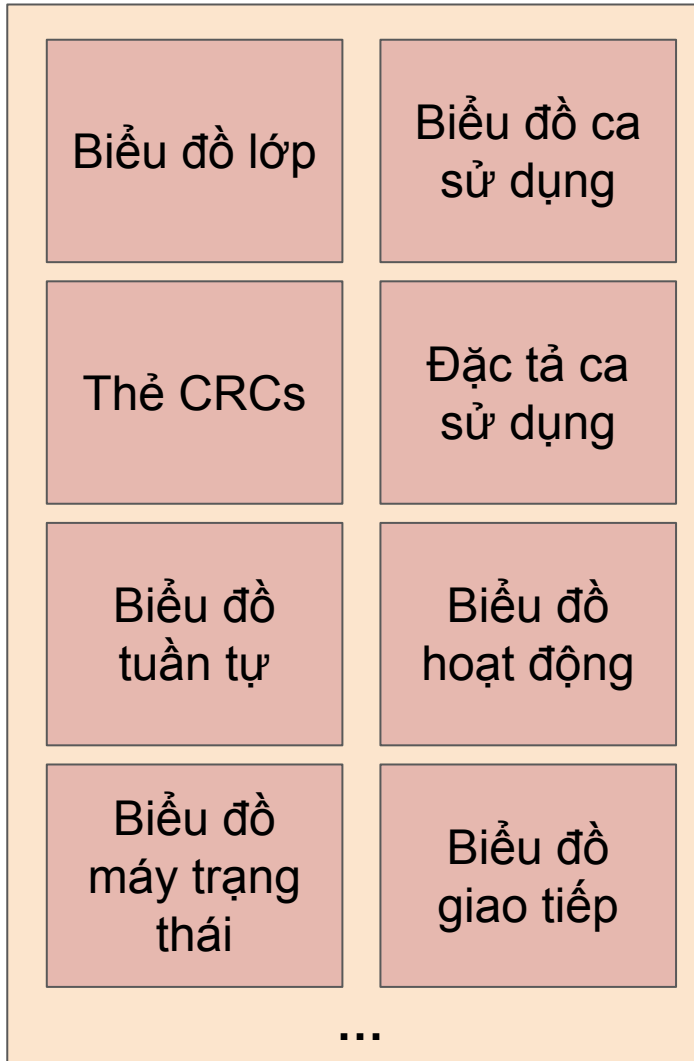 Biểu đồ lớp
Biểu đồ ca
sử dụng
Thẻ CRCs
Đặc tả ca
sử dụng
Biểu đồ
tuần tự
Biểu đồ
hoạt động
Biểu đồ
máy trạng
thái
Biểu đồ
giao tiếp
...